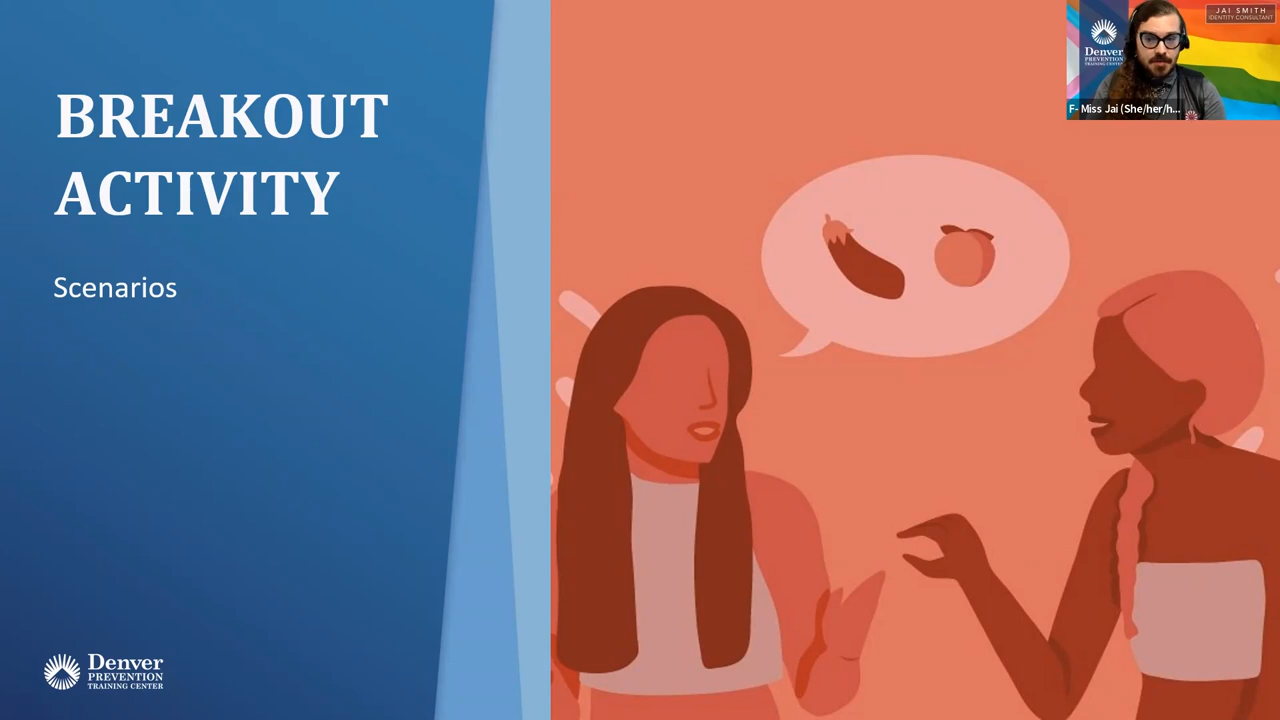 BREAKOUT
ACTIVITY
Scenarios
Denver
PREVENTION
TRAINING CENTER
JAI SMITH
IDENTITY CONSULTANT
Denver
PREVENTION
TRAINING CENTER
F- Miss Jai (She/her/h...